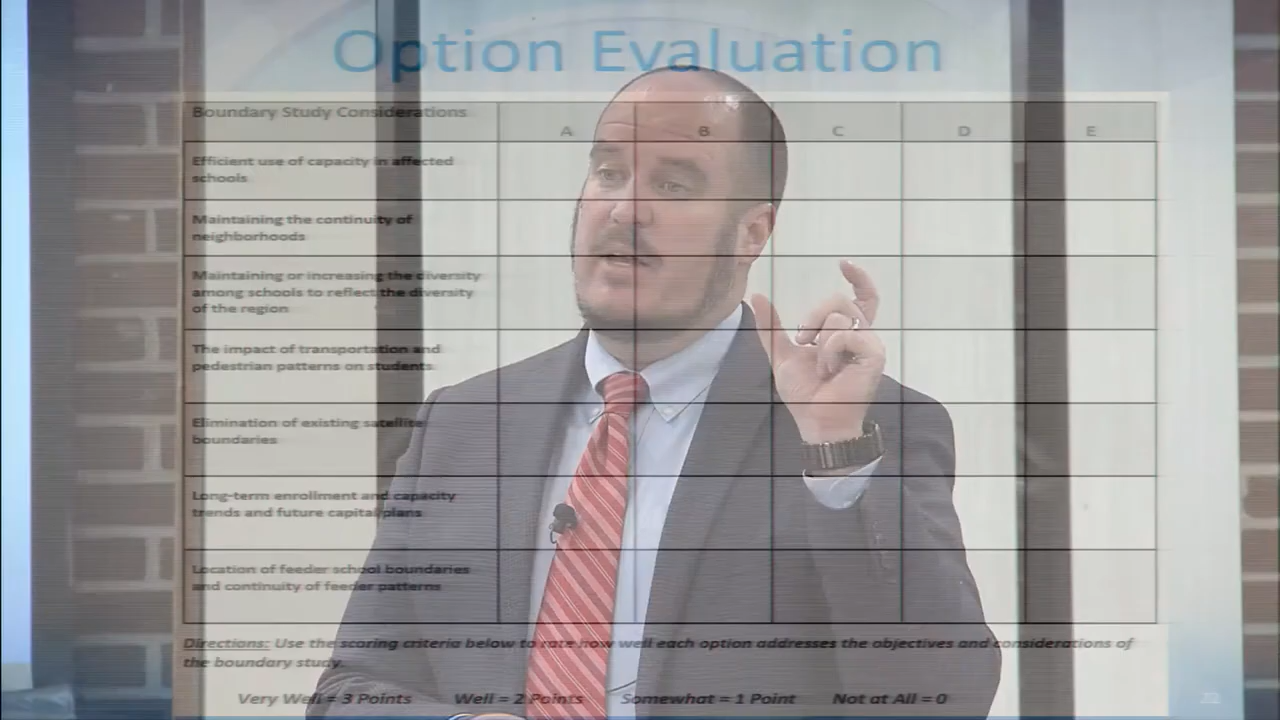 Option Evaluation
Boundary Study Considerations
A B C D E
Efficient use of capacity in affected
schools
Maintaining the continuity of
neighborhoods
Maintaining or increasing the diversity
among schools to reflect the diversity
of the region
The impact of transportation and
pedestrian patterns on students
Elimination of existing satellite
boundaries
Long-term enrollment and capacity
trends and future capital plans
Location of feeder school boundaries
and continuity of feeder patterns
Directions: Use the scoring criteria below to rate how well each option addresses the objectives and considerations of
the boundary study.
Very Well = 3 Points Well = 2 Points Somewhat = 1 Point Not at All = 0